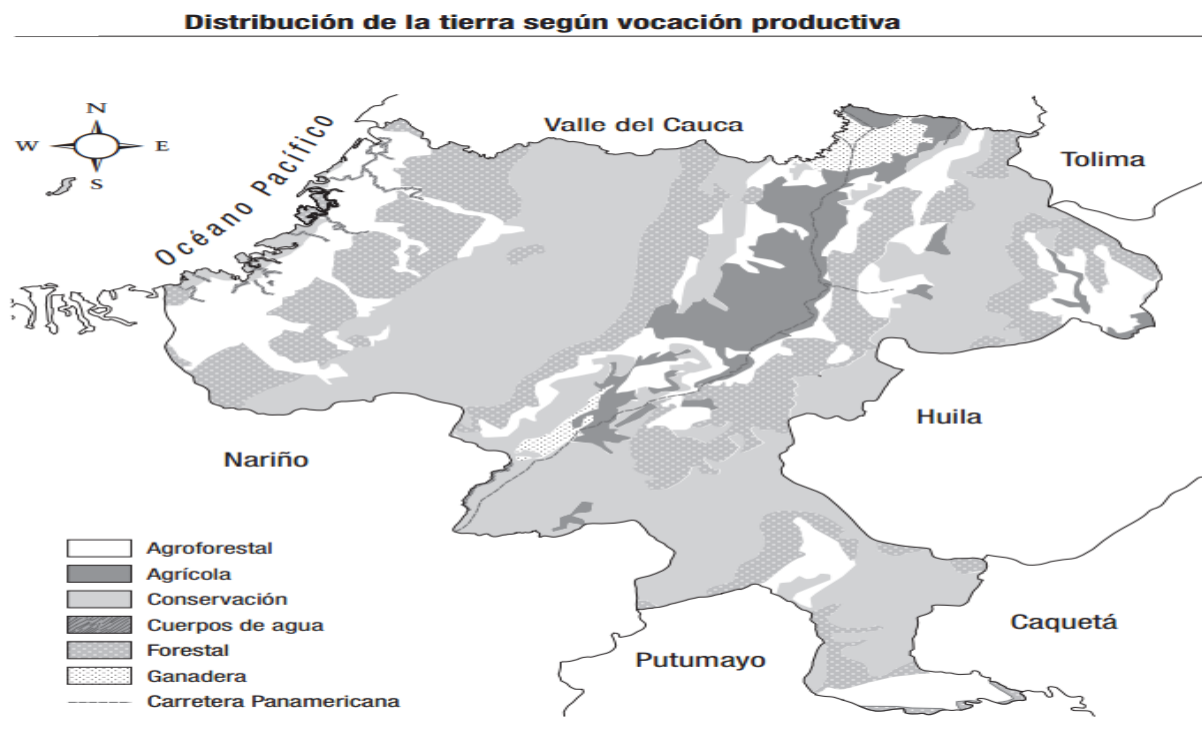 Distribución de la tierra según vocación productiva
N
W
E
S
Océano Pacífico
Valle del Cauca
Tolima
Huila
Nariño
Caquetá
Putumayo
Agroforestal
Agrícola
Conservación
Cuerpos de agua
Forestal
Ganadera
Carretera Panamericana